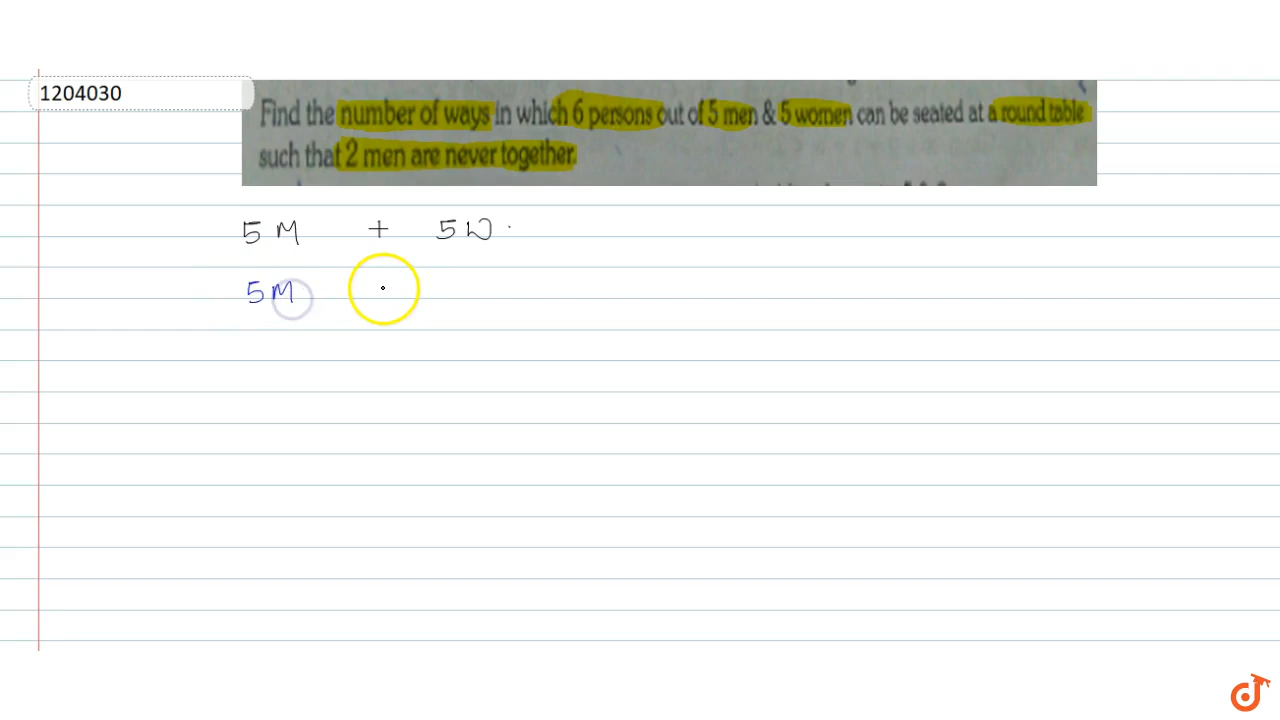 1204030
Find the number of ways in which 6 persons out of 5 men & 5 women can be seated at a round table
such that 2 men are never together.
5 M + 5 W .
5 M